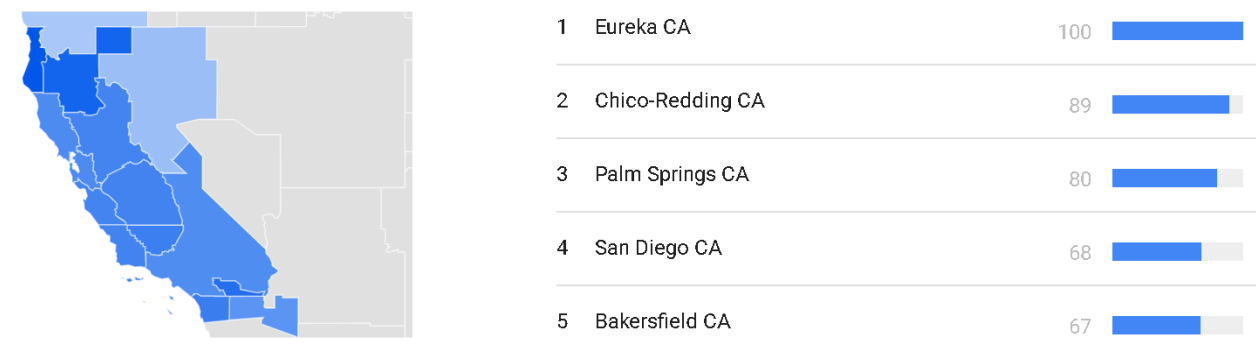 1 Eureka CA 100
2 Chico-Redding CA 89
3 Palm Springs CA 80
4 San Diego CA 68
5 Bakersfield CA 67